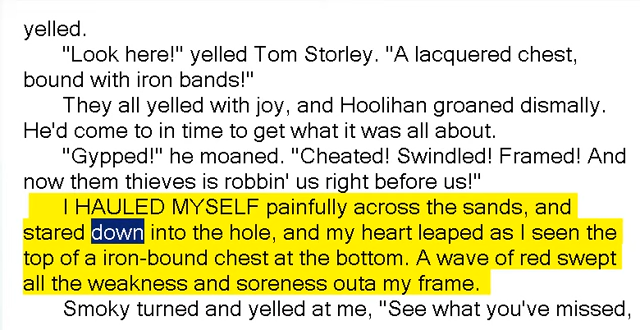 yelled.
"Look here!" yelled Tom Storley. "A lacquered chest,
bound with iron bands!"
They all yelled with joy, and Hoolihan groaned dismally.
He'd come to in time to get what it was all about.
"Gypped!" he moaned. "Cheated! Swindled! Framed! And
now them thieves is robbin' us right before us!"
I HAULED MYSELF painfully across the sands, and
stared down into the hole, and my heart leaped as I seen the
top of a iron-bound chest at the bottom. A wave of red swept
all the weakness and soreness outa my frame.
Smoky turned and yelled at me, "See what you've missed,